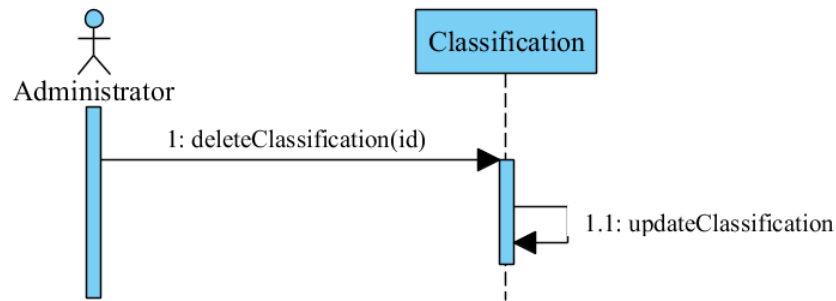 Classification
Administrator
1: deleteClassification(id)
1.1: updateClassification